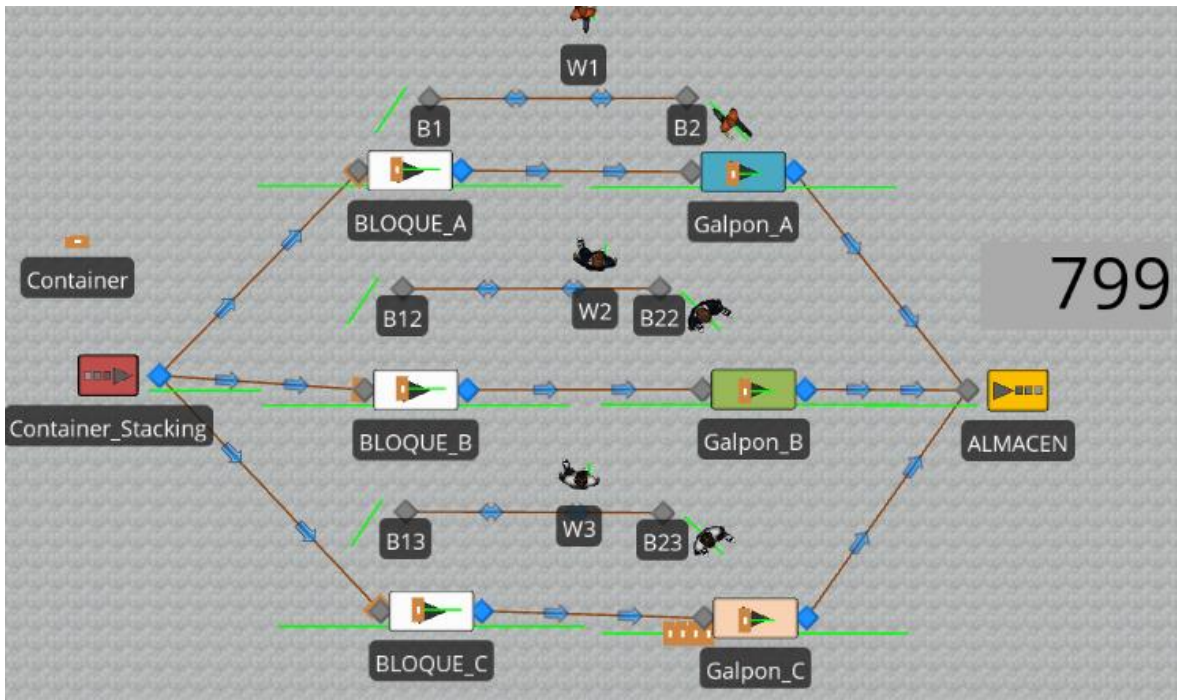 W1
B1
B2
BLOQUE_A
Galpon_A
Container
799
B12
W2
B22
Container_Stacking
BLOQUE_B
Galpon_B
ALMACEN
B13
W3
B23
BLOQUE_C
Galpon_C